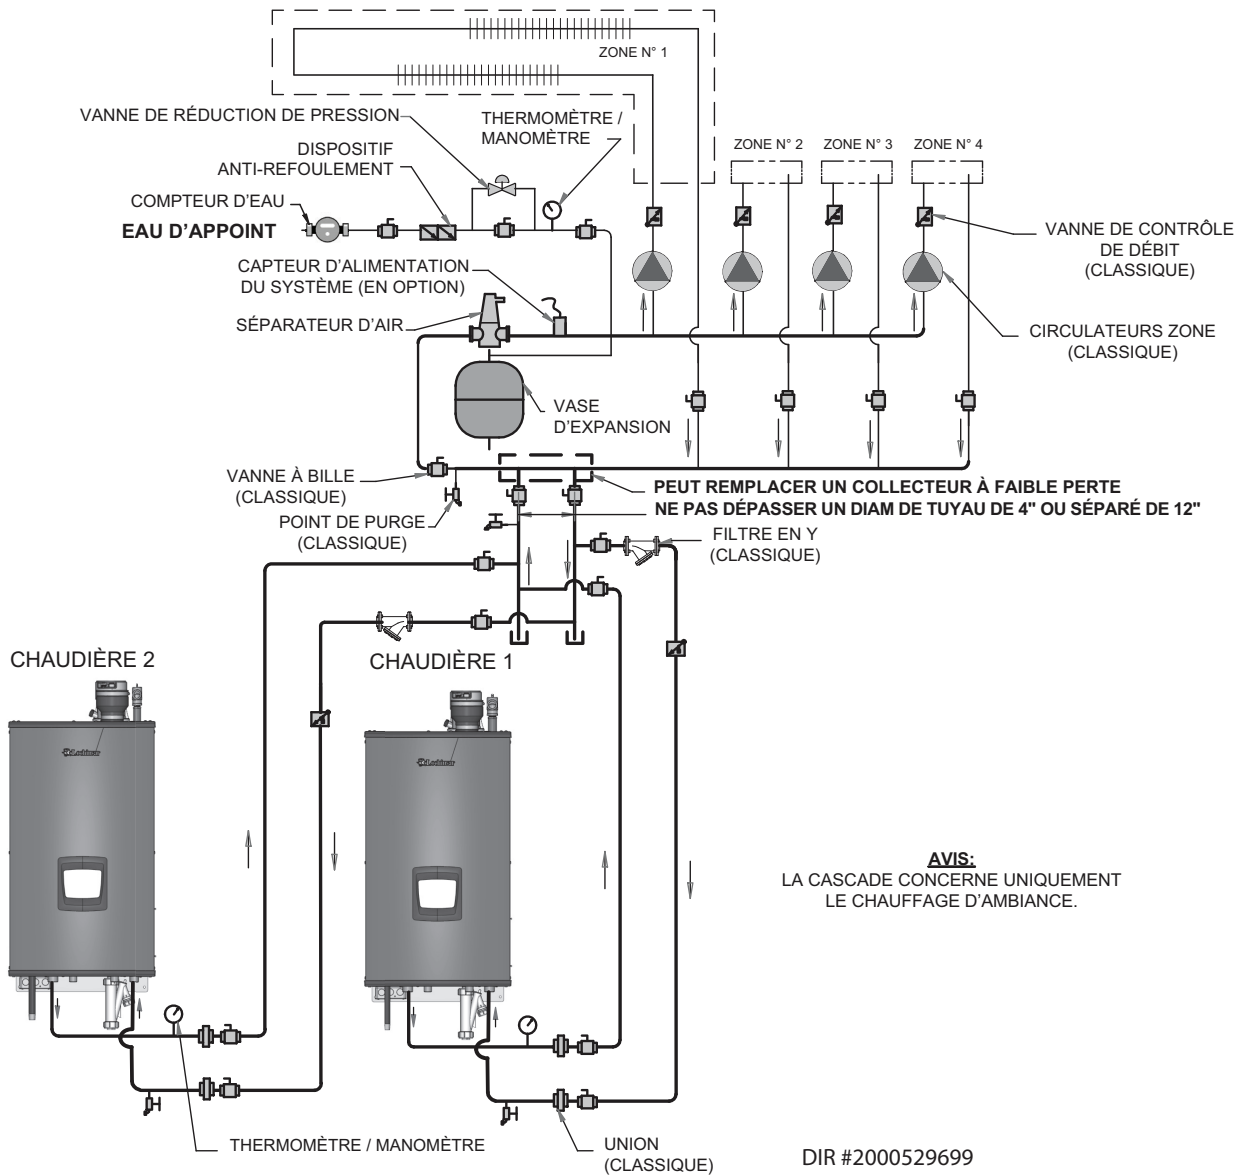 ZONE N° 1
VANNE DE RÉDUCTION DE PRESSION
THERMOMÈTRE /
MANOMÈTRE
DISPOSITIF
ANTI-REFOULEMENT
ZONE N° 2
ZONE N° 3
ZONE N° 4
COMPTEUR D'EAU
EAU D'APPOINT
VANNE DE CONTRÔLE
DE DÉBIT
(CLASSIQUE)
CAPTEUR D'ALIMENTATION
DU SYSTÈME (EN OPTION)
SÉPARATEUR D'AIR
CIRCULATEURS ZONE
(CLASSIQUE)
VASE
D'EXPANSION
VANNE À BILLE
(CLASSIQUE)
PEUT REMPLACER UN COLLECTEUR À FAIBLE PERTE
NE PAS DÉPASSER UN DIAM DE TUYAU DE 4" OU SÉPARÉ DE 12"
POINT DE PURGE
(CLASSIQUE)
FILTRE EN Y
(CLASSIQUE)
CHAUDIÈRE 2
CHAUDIÈRE 1
Lochinvar
Lochinvar
AVIS:
LA CASCADE CONCERNE UNIQUEMENT
LE CHAUFFAGE D'AMBIANCE.
THERMOMÈTRE / MANOMÈTRE
UNION
(CLASSIQUE)
DIR #2000529699